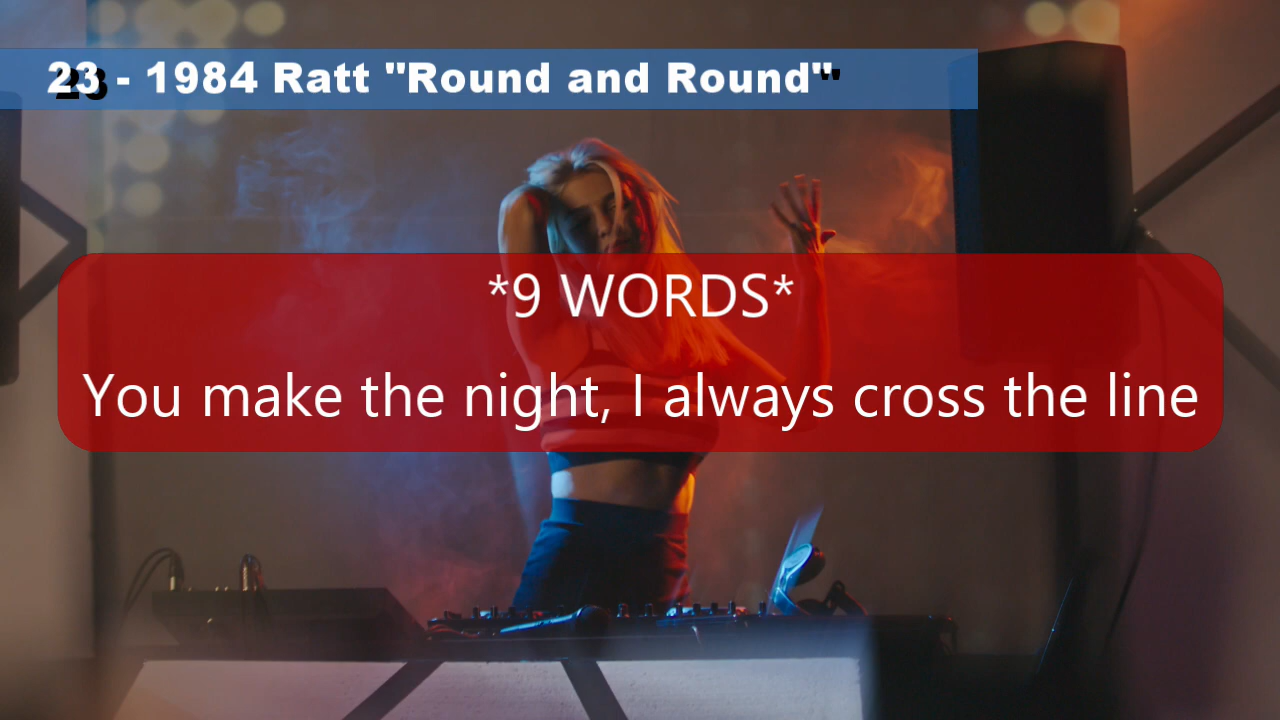 23 - 1984 Ratt "Round and Round"
*9 WORDS*
You make the night, I always cross the line